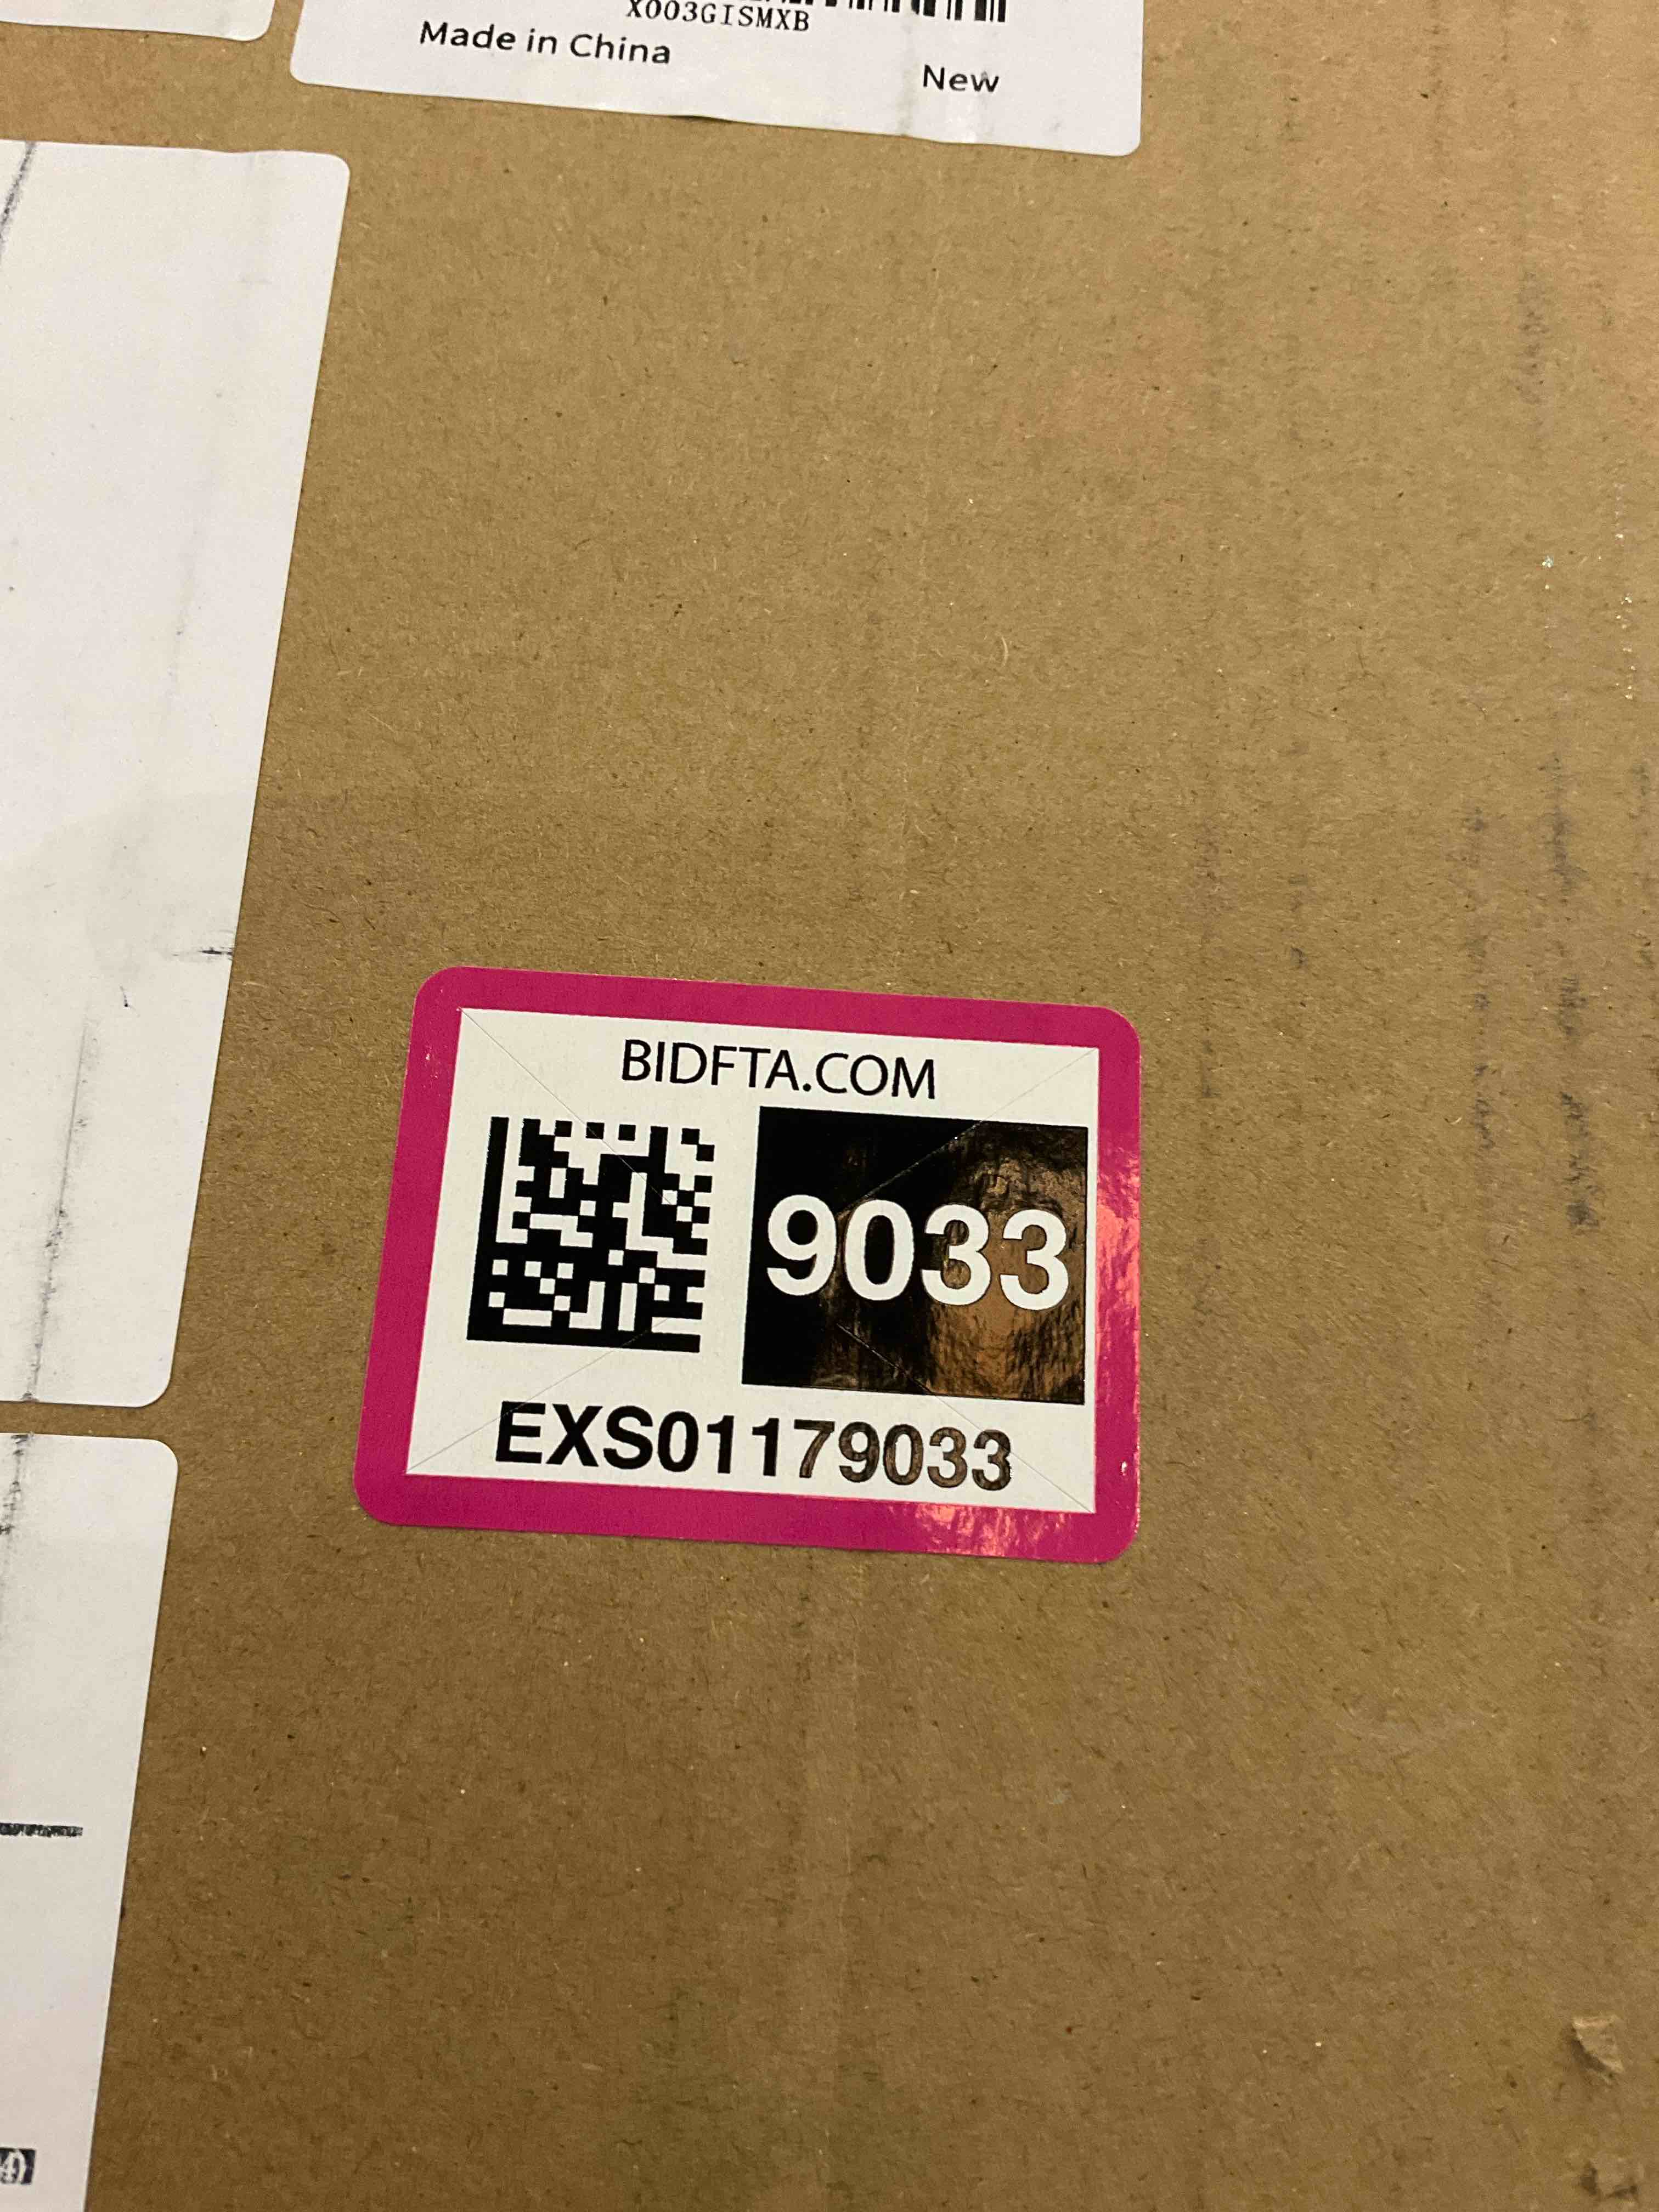 X003GISMXB
Made in China
New
BIDFTA.COM
9033
EXS01179033